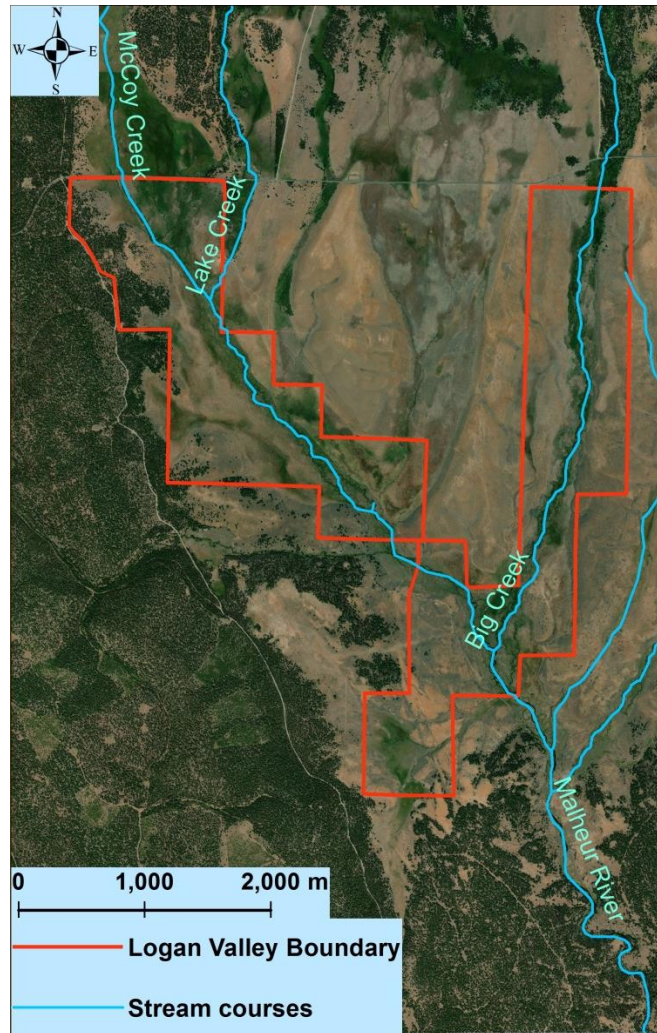 N
W E
S
McCoy Creek
Lake Creek
Big Creek
Malheur River
0 1,000 2,000 m
Logan Valley Boundary
Stream courses